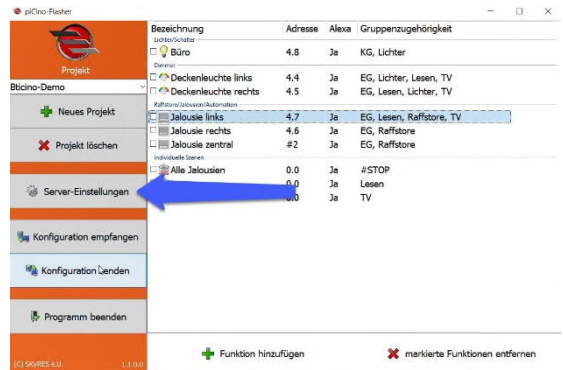 piCino-Flasher
Projekt
Bticino-Demo
Neues Projekt
Projekt löschen
Server-Einstellungen
Konfiguration empfangen
Konfiguration senden
Programm beenden
(C) SKYRES e.U. 1.1.0.0
Bezeichnung Adresse Alexa Gruppenzugehörigkeit
Lichter/Schalter
Büro 4.8 Ja KG, Lichter
Dimmer
Deckenleuchte links 4.4 Ja EG, Lichter, Lesen, TV
Deckenleuchte rechts 4.5 Ja EG, Lesen, Lichter, TV
Raffstore/Jalousien/Automation
Jalousie links 4.7 Ja EG, Lesen, Raffstore, TV
Jalousie rechts 4.6 Ja EG, Raffstore
Jalousie zentral #2 Ja EG, Raffstore
individuelle Szenen
Alle Jalousien 0.0 Ja #STOP
0.0 Ja Lesen
0.0 Ja TV
Funktion hinzufügen
markierte Funktionen entfernen